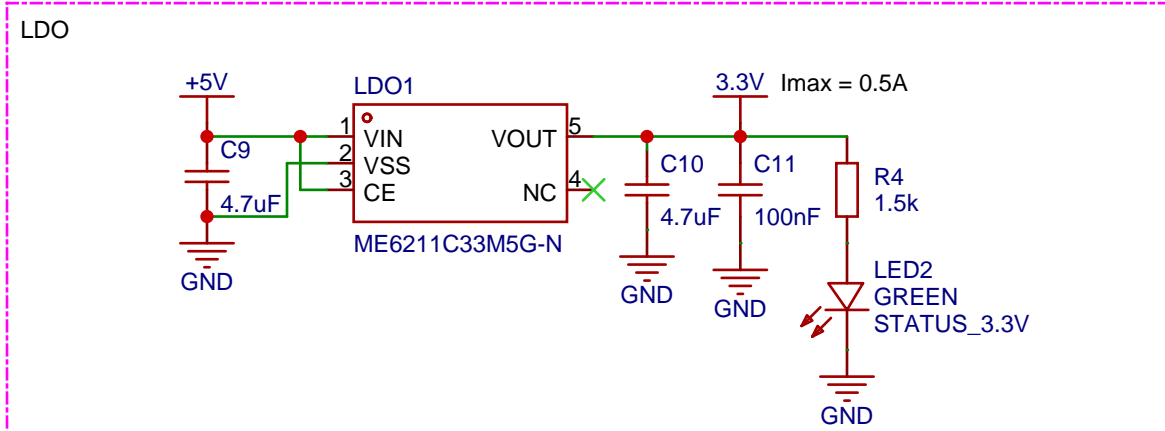 LDO
+5V
LDO1
3.3V
Imax = 0.5A
1
VIN
VOUT
5
C9
2
VSS
C10
C11
3
CE
NC
4
R4
4.7uF
4.7uF
100nF
1.5k
ME6211C33M5G-N
GND
GND
GND
LED2
GREEN
STATUS_3.3V
GND